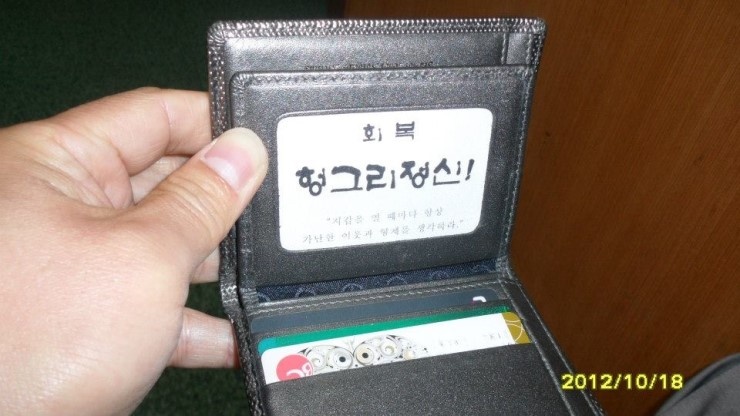 회복
헝그리정신!
"지갑을 열 때마다 항상
가난한 이웃과 형제를 생각하라."
2012/10/18